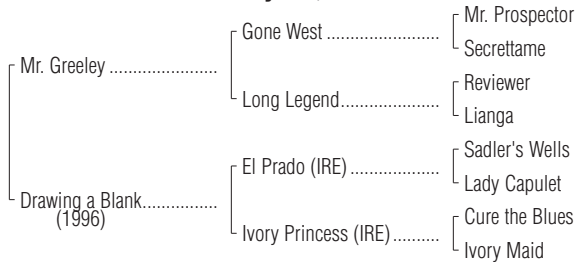 Mr. Prospector
Gone West ....................
Secrettame
Mr. Greeley ...................
Reviewer
Long Legend..................
Lianga
Sadler's Wells
El Prado (IRE)................
Lady Capulet
Drawing a Blank.............
(1996)
Cure the Blues
Ivory Princess (IRE)........
Ivory Maid